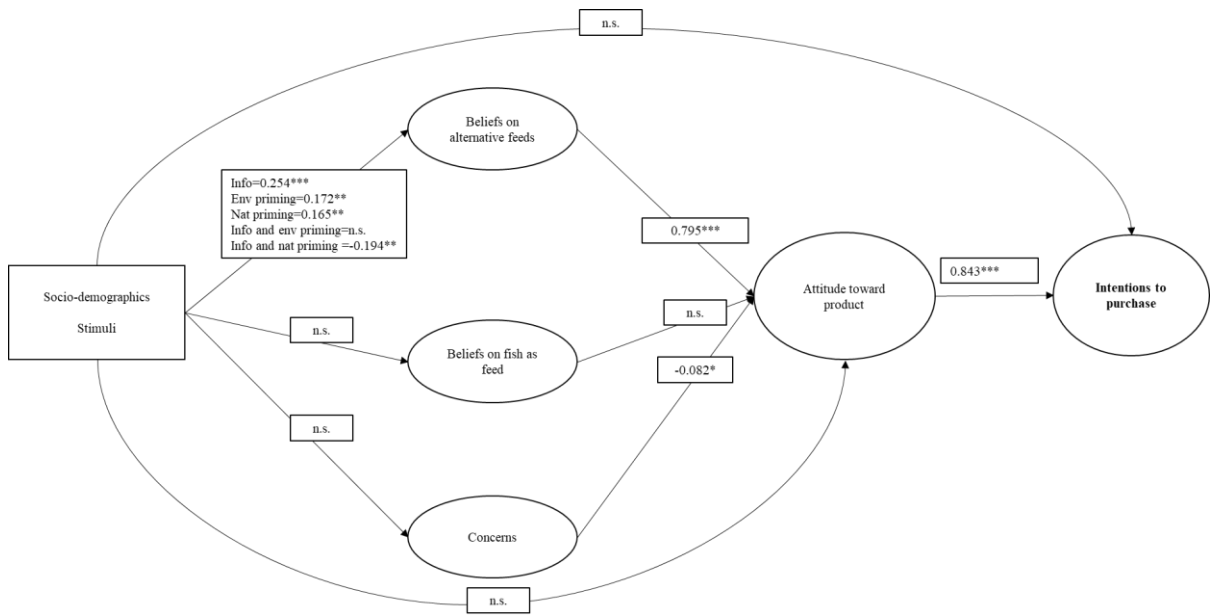 n.s.
Beliefs on
alternative feeds
Info=0.254***
Env priming=0.172**
Nat priming=0.165**
Info and env priming=n.s.
Info and nat priming =-0.194**
0.795***
Socio-demographics
Stimuli
n.s.
Beliefs on fish as
feed
n.s.
-0.082*
Attitude toward
product
0.843***
Intentions to
purchase
n.s.
Concerns
n.s.